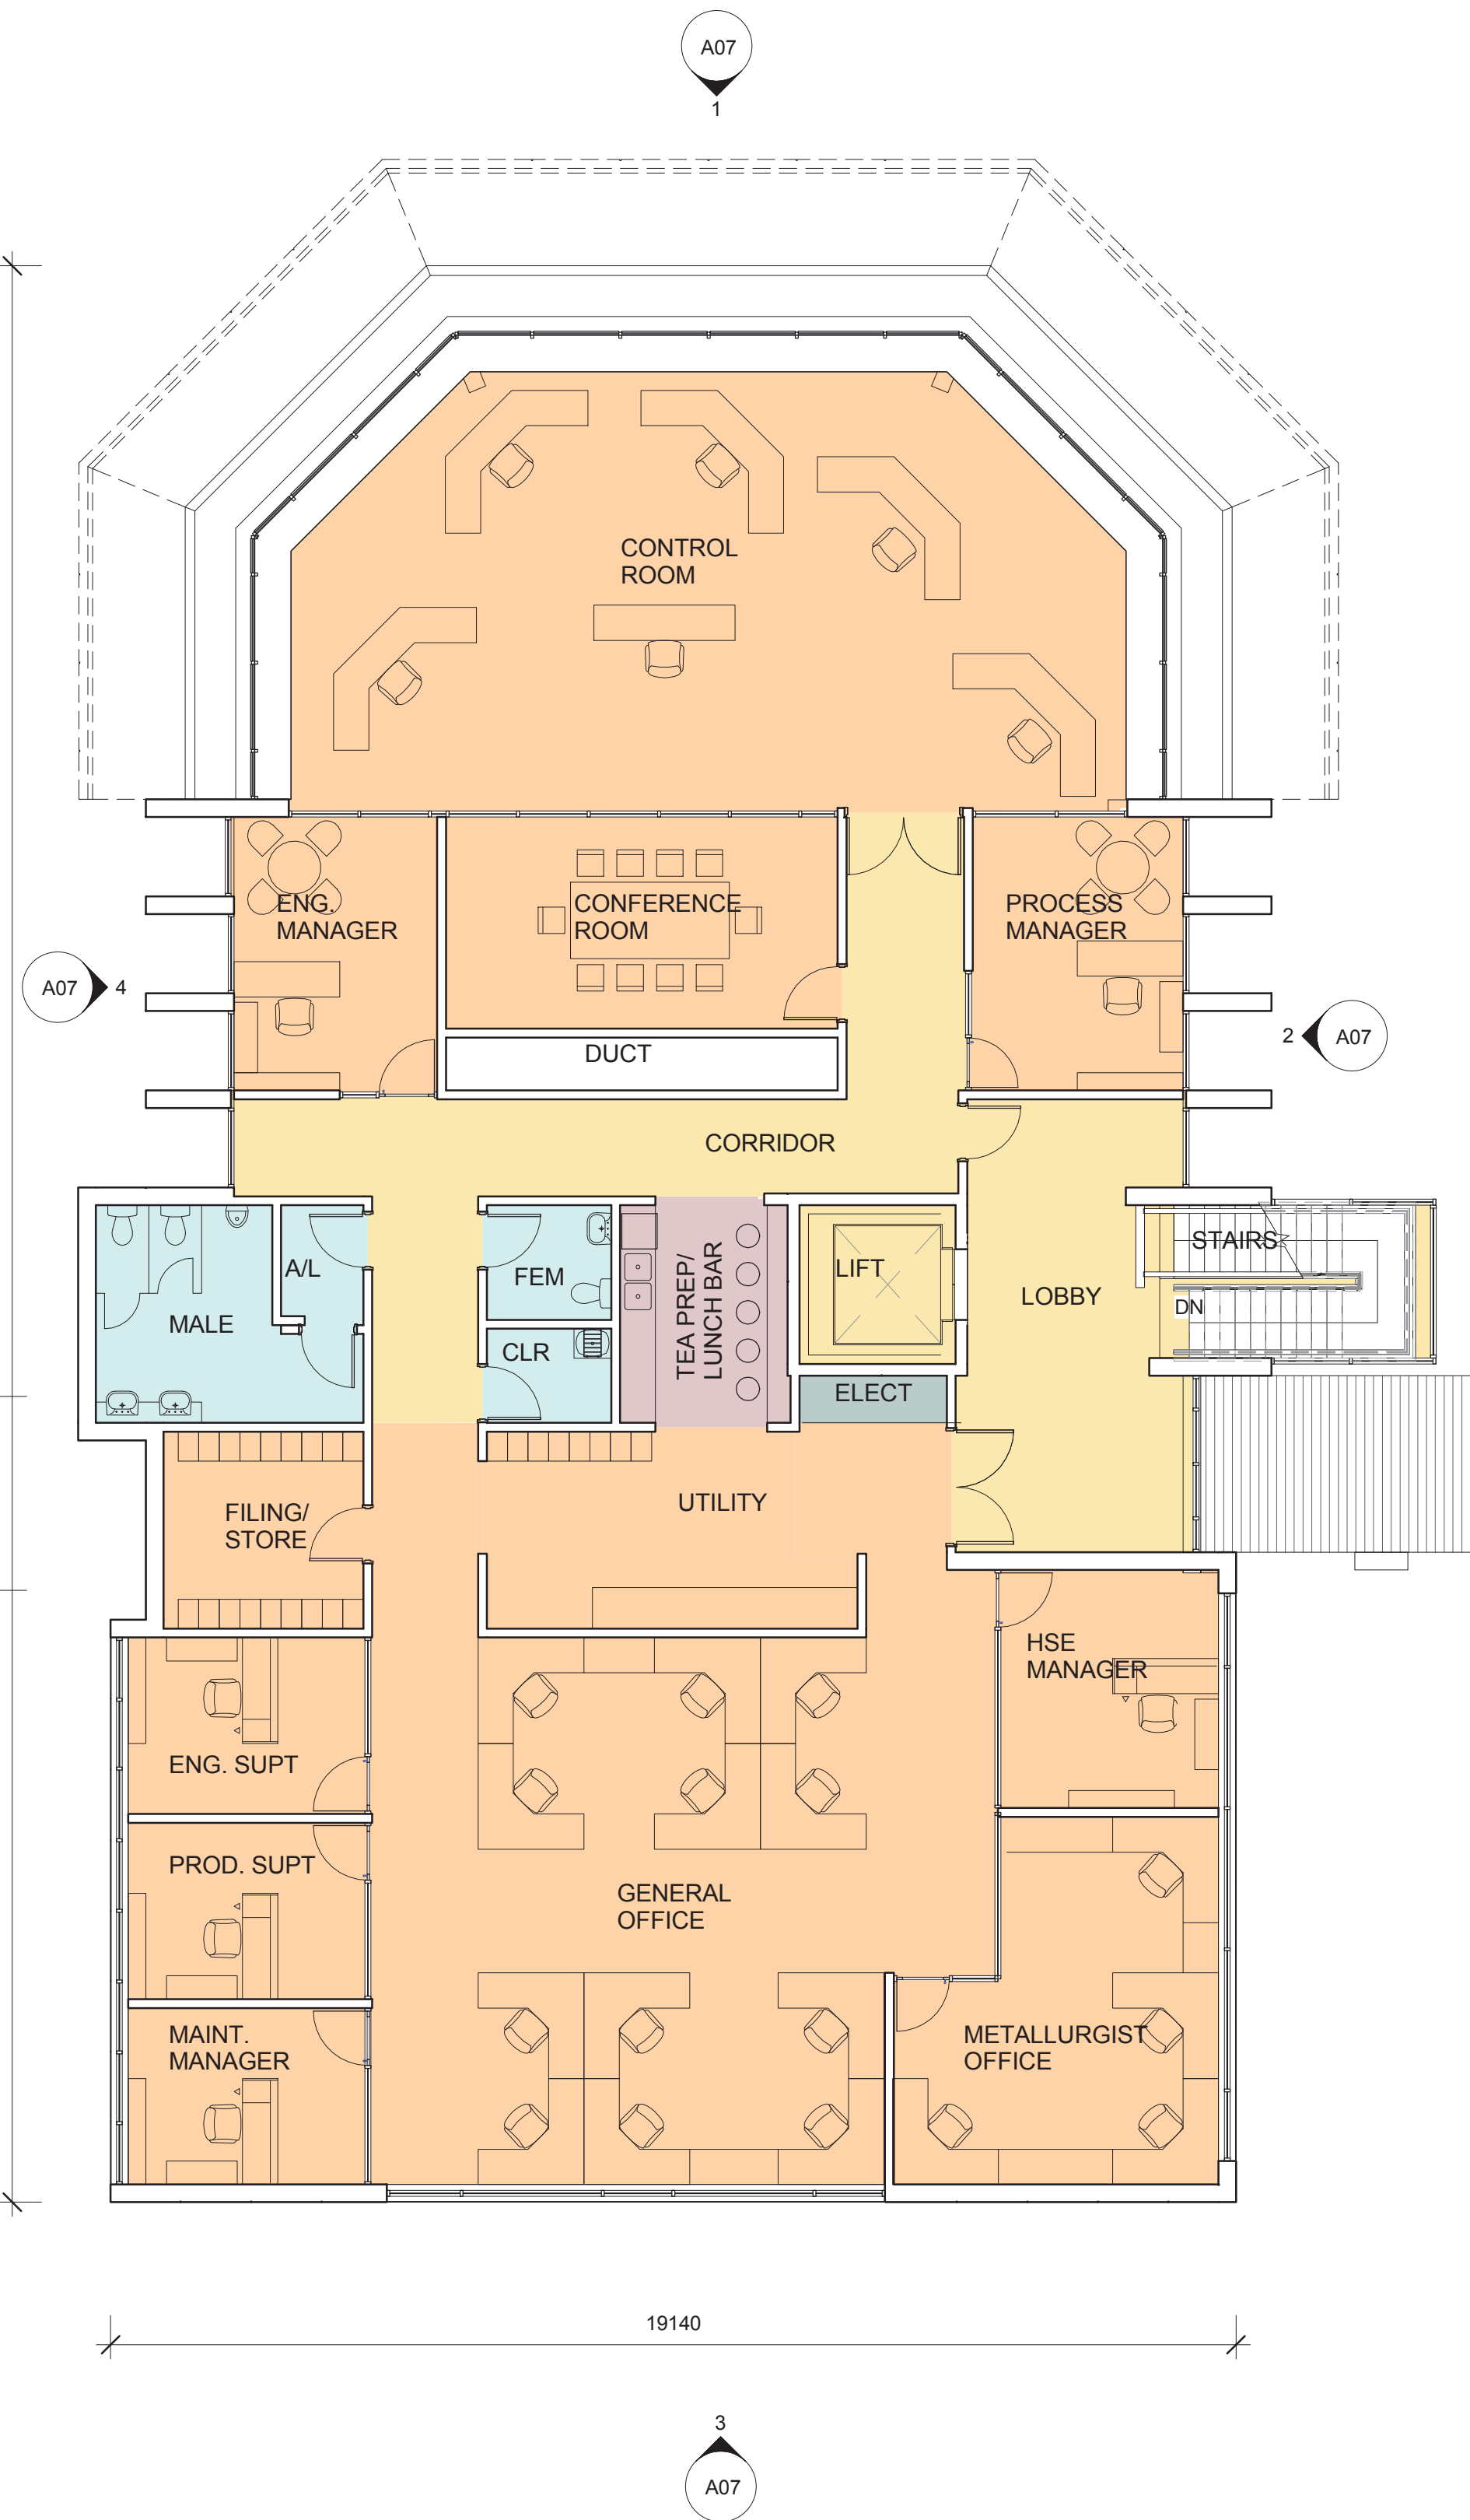 A07
1
CONTROL
ROOM
ENG.
MANAGER
CONFERENCE
ROOM
PROCESS
MANAGER
A07
4
2
A07
DUCT
CORRIDOR
STAIRS
A/L
FEM
TEA PREP/
LUNCH BAR
LIFT
LOBBY
DN
MALE
CLR
ELECT
FILING/
STORE
UTILITY
HSE
MANAGER
ENG. SUPT
PROD. SUPT
GENERAL
OFFICE
MAINT.
MANAGER
METALLURGIST
OFFICE
19140
3
A07